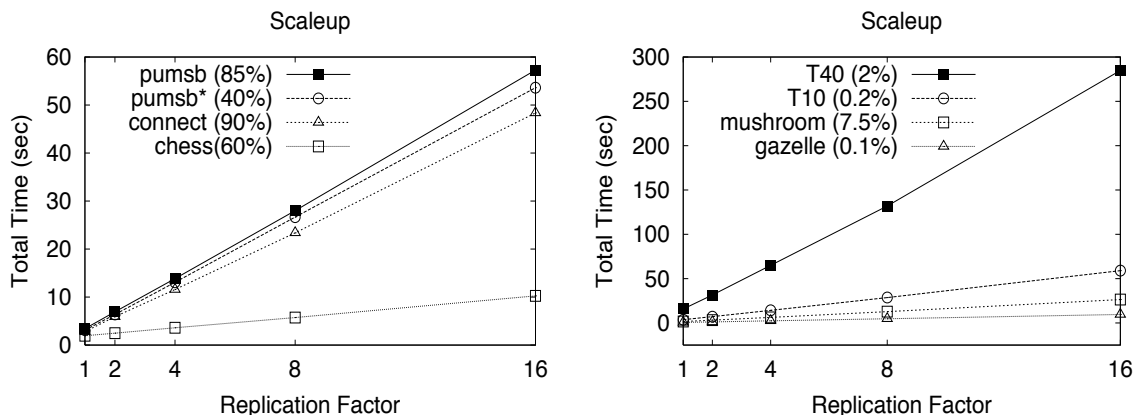 Scaleup
60
50
40
30
20
10
0
Total Time (sec)
pumsb (85%)
pumsb* (40%)
connect (90%)
chess(60%)
1 2 4 8 16
Replication Factor
Scaleup
300
250
200
150
100
50
0
Total Time (sec)
T40 (2%)
T10 (0.2%)
mushroom (7.5%)
gazelle (0.1%)
1 2 4 8 16
Replication Factor